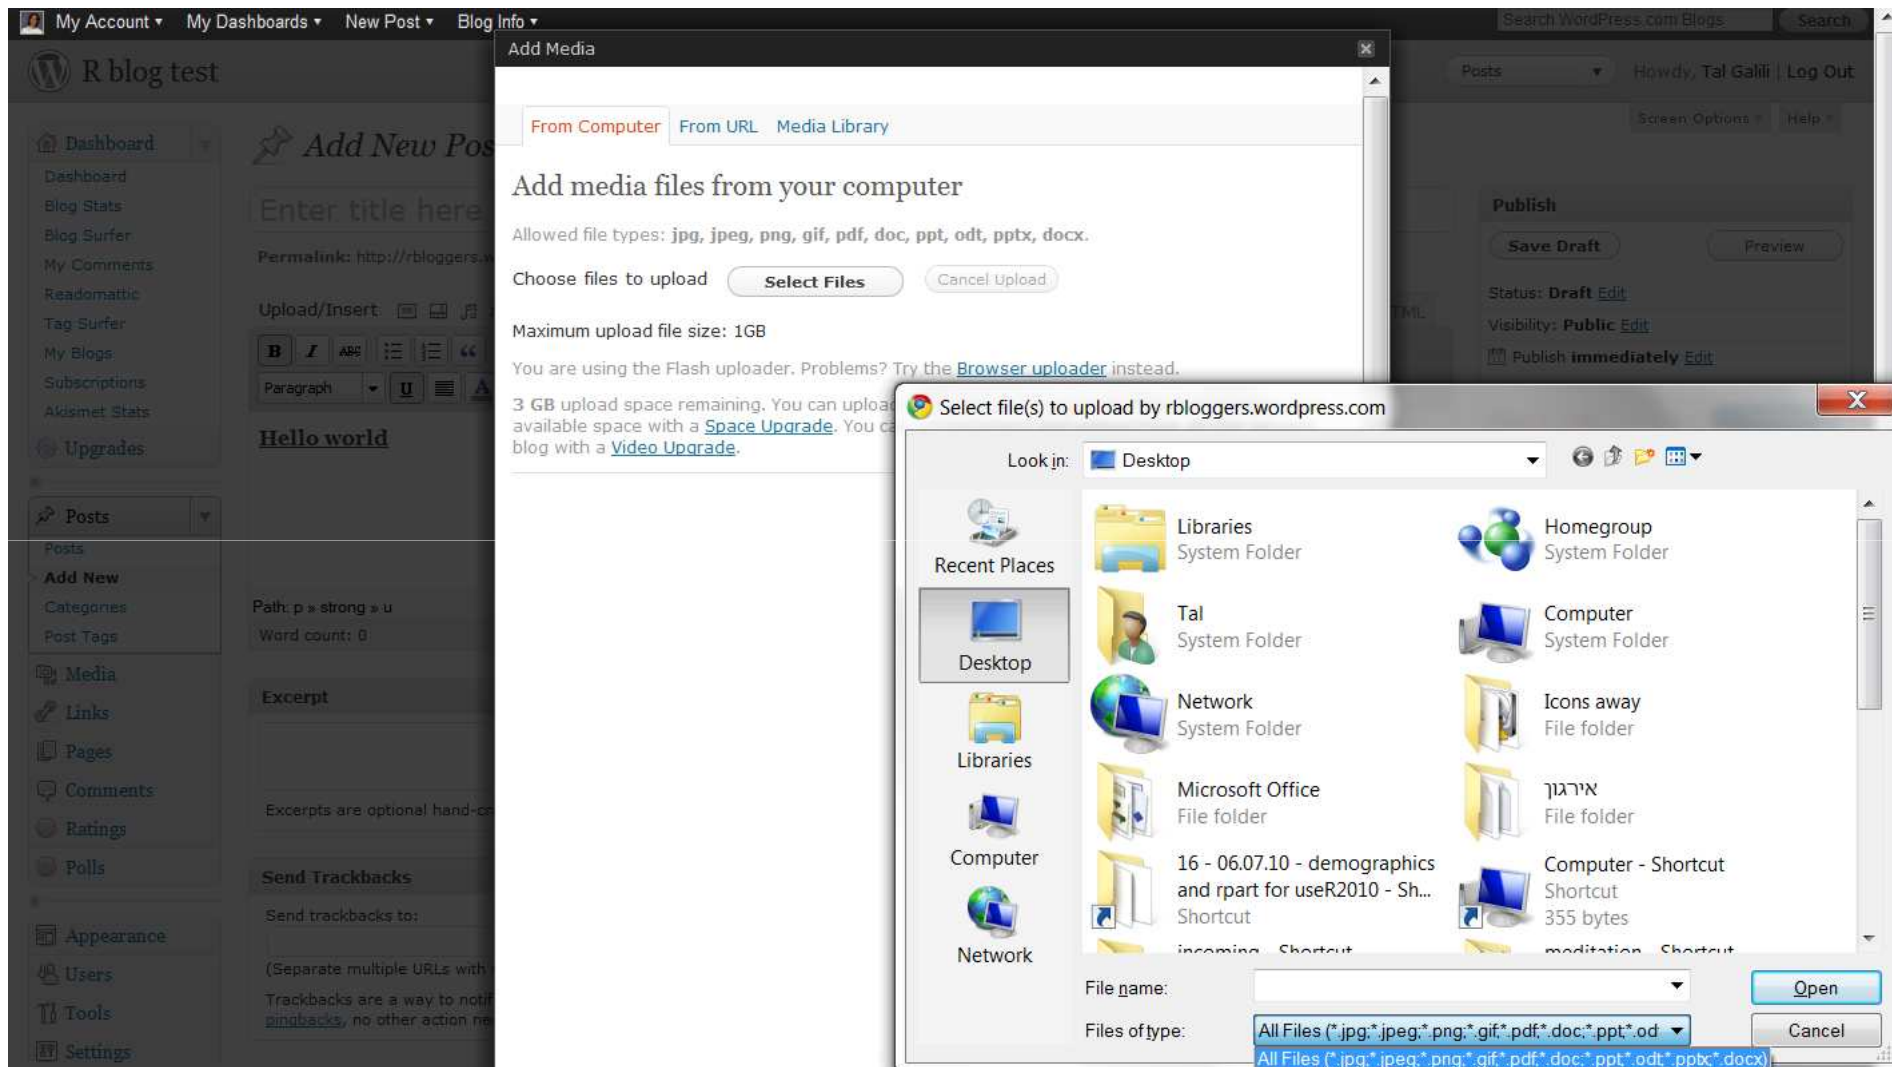 My Account ▾ My Dashboards ▾ New Post ▾ Blog Info ▾ Search WordPress.com Blogs Search
R blog test
Posts ▾ Howdy, Tal Galili | Log Out
Screen Options Help
Dashboard
Dashboard
Blog Stats
Blog Surfer
My Comments
Readomattic
Tag Surfer
My Blogs
Subscriptions
Akismet Stats
Upgrades
Posts
Posts
Add New
Categories
Post Tags
Media
Links
Pages
Comments
Ratings
Polls
Appearance
Users
Tools
Settings
Add New Pos
Enter title here
Permalink: http://rbloggers.w
Upload/Insert
B I ABC
Paragraph U A
Hello world
Path: p » strong » u
Word count: 0
Excerpt
Excerpts are optional hand-cr
Send Trackbacks
Send trackbacks to:
(Separate multiple URLs with
Trackbacks are a way to notif
pingbacks, no other action ne
Add Media
From Computer From URL Media Library
Add media files from your computer
Allowed file types: jpg, jpeg, png, gif, pdf, doc, ppt, odt, pptx, docx.
Choose files to upload Select Files Cancel Upload
Maximum upload file size: 1GB
You are using the Flash uploader. Problems? Try the Browser uploader instead.
3 GB upload space remaining. You can upload
available space with a Space Upgrade. You ca
blog with a Video Upgrade.
Publish
Save Draft Preview
Status: Draft Edit
Visibility: Public Edit
Publish immediately Edit
Select file(s) to upload by rbloggers.wordpress.com
Look in: Desktop
Recent Places
Desktop
Libraries
Computer
Network
Libraries
System Folder
Homegroup
System Folder
Tal
System Folder
Computer
System Folder
Network
System Folder
Icons away
File folder
Microsoft Office
File folder
אירגון
File folder
16 - 06.07.10 - demographics
and rpart for useR2010 - Sh...
Shortcut
Computer - Shortcut
Shortcut
355 bytes
incoming - Shortcut
meditation - Shortcut
File name: Open
Files of type: All Files (*.jpg;*.jpeg;*.png;*.gif;*.pdf;*.doc;*.ppt;*.od Cancel
All Files (*.jpg;*.jpeg;*.png;*.gif;*.pdf;*.doc;*.ppt;*.odt;*.pptx;*.docx)